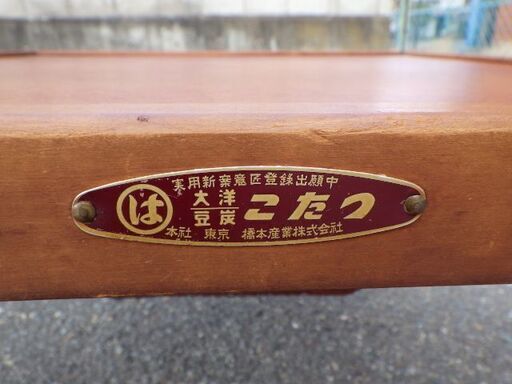 実用新案意匠登録出願中
は 大洋豆炭 こたつ
本社 東京 橋本産業株式会社